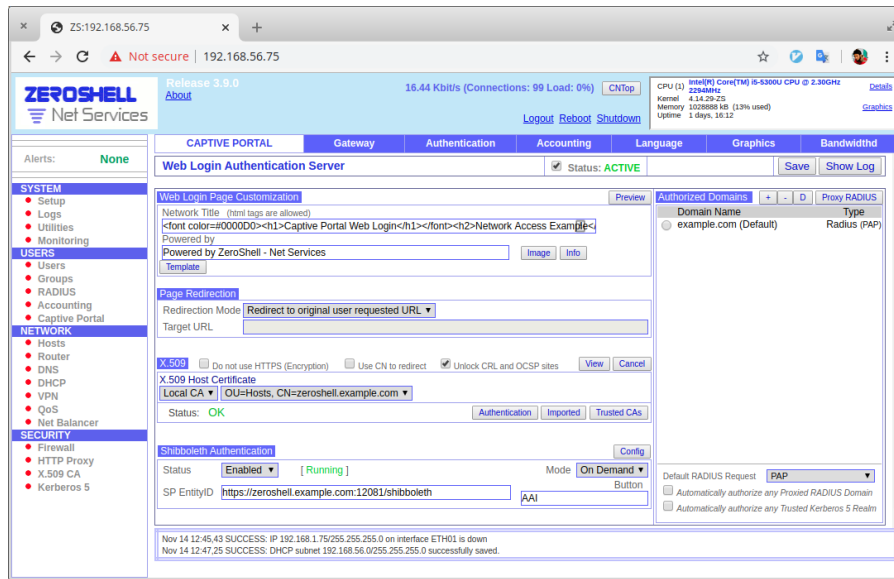 ZS:192.168.56.75
Not secure | 192.168.56.75
ZEROSHELL
Net Services
Release 3.9.0
About
16.44 Kbit/s (Connections: 99 Load: 0%) CNTop
Logout Reboot Shutdown
CPU (1) Intel(R) Core(TM) i5-5300U CPU @ 2.30GHz
2294MHz
Details
Kernel 4.14.29-ZS
Memory 1028888 kB (13% used)
Graphics
Uptime 1 days, 16:12
Alerts: None
CAPTIVE PORTAL Gateway Authentication Accounting Language Graphics Bandwidthd
Web Login Authentication Server
Status: ACTIVE
Save Show Log
SYSTEM
Setup
Logs
Utilities
Monitoring
USERS
Users
Groups
RADIUS
Accounting
Captive Portal
NETWORK
Hosts
Router
DNS
DHCP
VPN
QoS
Net Balancer
SECURITY
Firewall
HTTP Proxy
X.509 CA
Kerberos 5
Web Login Page Customization Preview
Network Title (html tags are allowed)
<font color=#0000D0><h1>Captive Portal Web Login</h1></font><h2>Network Access Example</
Powered by
Powered by ZeroShell - Net Services Image Info
Template
Page Redirection
Redirection Mode Redirect to original user requested URL
Target URL
X.509 Do not use HTTPS (Encryption) Use CN to redirect Unlock CRL and OCSP sites View Cancel
X.509 Host Certificate
Local CA OU=Hosts, CN=zeroshell.example.com
Status: OK Authentication Imported Trusted CAs
Shibboleth Authentication Config
Status Enabled [ Running ] Mode On Demand
Button
SP EntityID https://zeroshell.example.com:12081/shibboleth AAI
Authorized Domains + - D Proxy RADIUS
Domain Name Type
example.com (Default) Radius (PAP)
Default RADIUS Request PAP
Automatically authorize any Proxied RADIUS Domain
Automatically authorize any Trusted Kerberos 5 Realm
Nov 14 12:45,43 SUCCESS: IP 192.168.1.75/255.255.255.0 on interface ETH01 is down
Nov 14 12:47,25 SUCCESS: DHCP subnet 192.168.56.0/255.255.255.0 successfully saved.